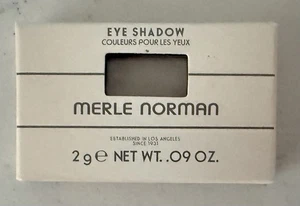 EYE SHADOW
COULEURS POUR LES YEUX
MERLE NORMAN
ESTABLISHED IN LOS ANGELES
SINCE 1931
2 g℮ NET WT. .09 OZ.